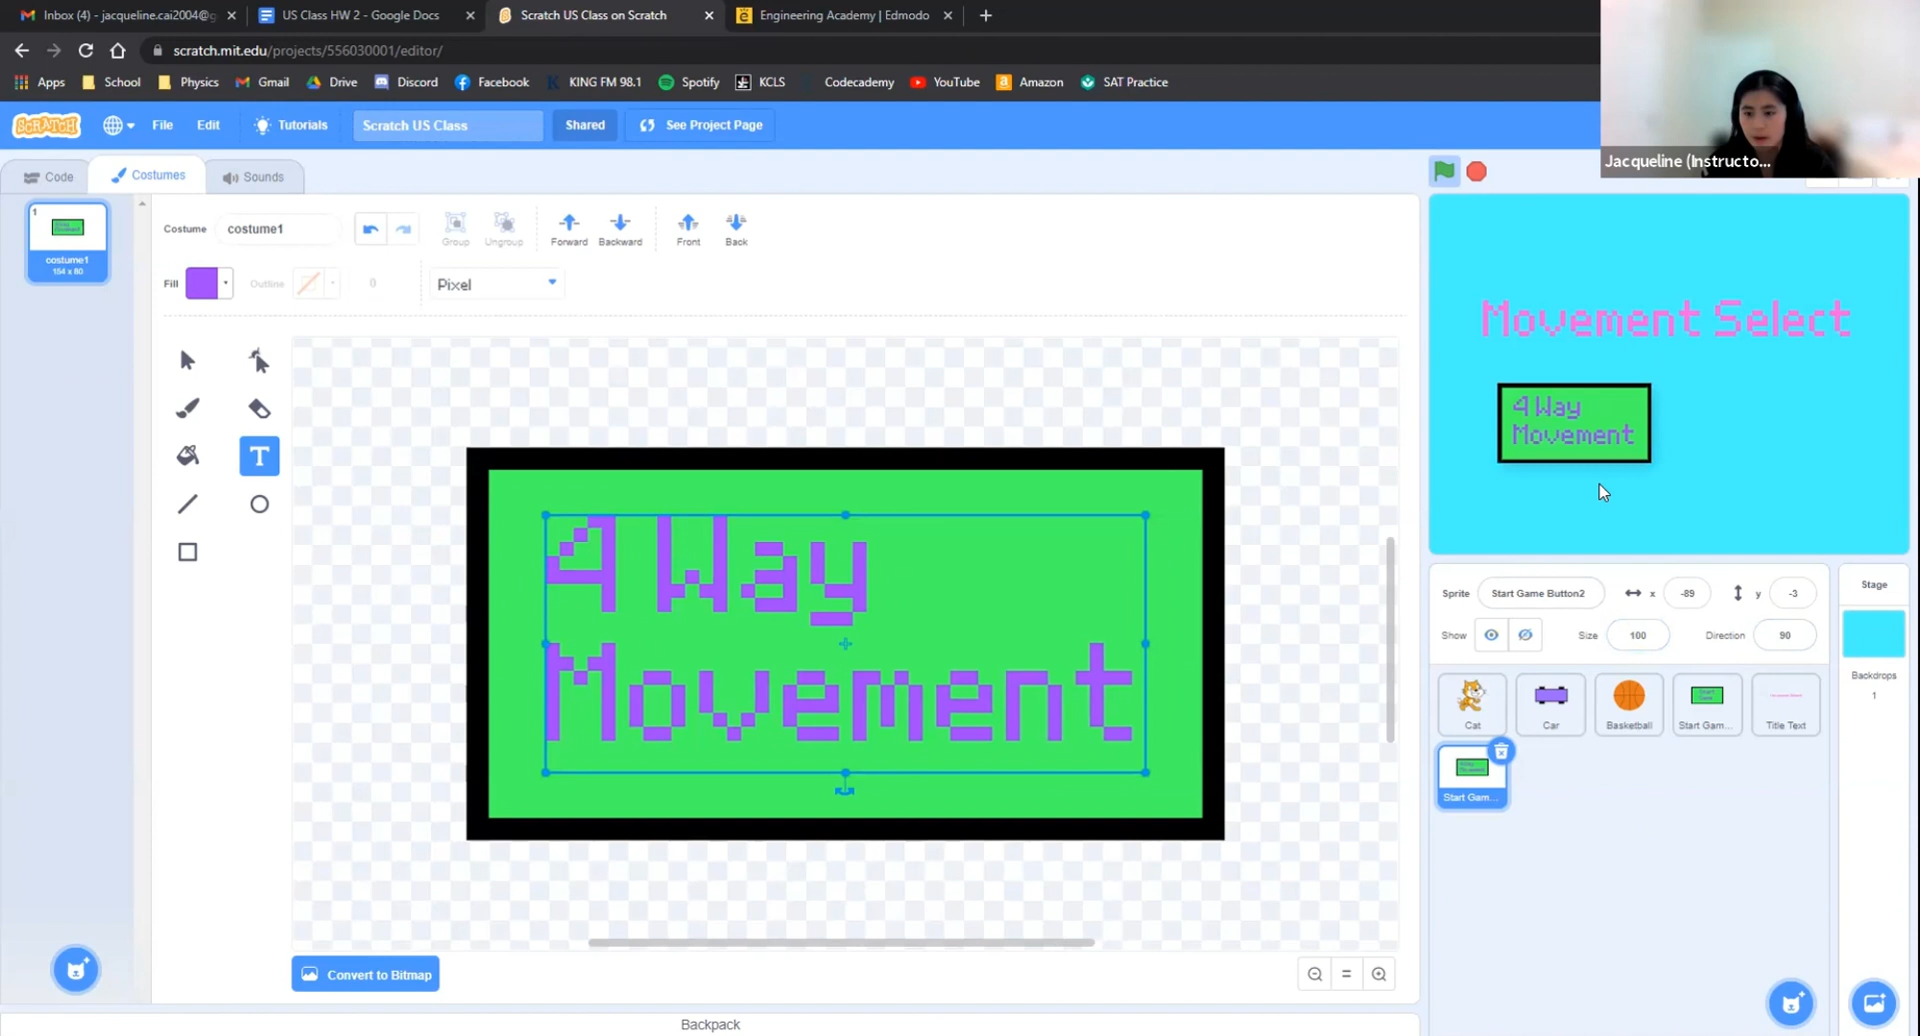 Inbox (4) - jacqueline.cai2004@g
US Class HW 2 - Google Docs
Scratch US Class on Scratch
Engineering Academy | Edmodo
scratch.mit.edu/projects/556030001/editor/
Apps
School
Physics
Gmail
Drive
Discord
Facebook
KING FM 98.1
Spotify
KCLS
Codecademy
YouTube
Amazon
SAT Practice
SCRATCH
File
Edit
Tutorials
Scratch US Class
Shared
See Project Page
Jacqueline (Instructo...
Code
Costumes
Sounds
1
costume1
154 x 80
Costume
costume1
Group
Ungroup
Forward
Backward
Front
Back
Fill
Outline
0
Pixel
T
4 Way
Movement
Movement Select
4 Way
Movement
Sprite
Start Game Button2
x
-89
y
-3
Show
Size
100
Direction
90
Stage
Backdrops
1
Cat
Car
Basketball
Start Gam...
Title Text
Start Gam...
Convert to Bitmap
Backpack